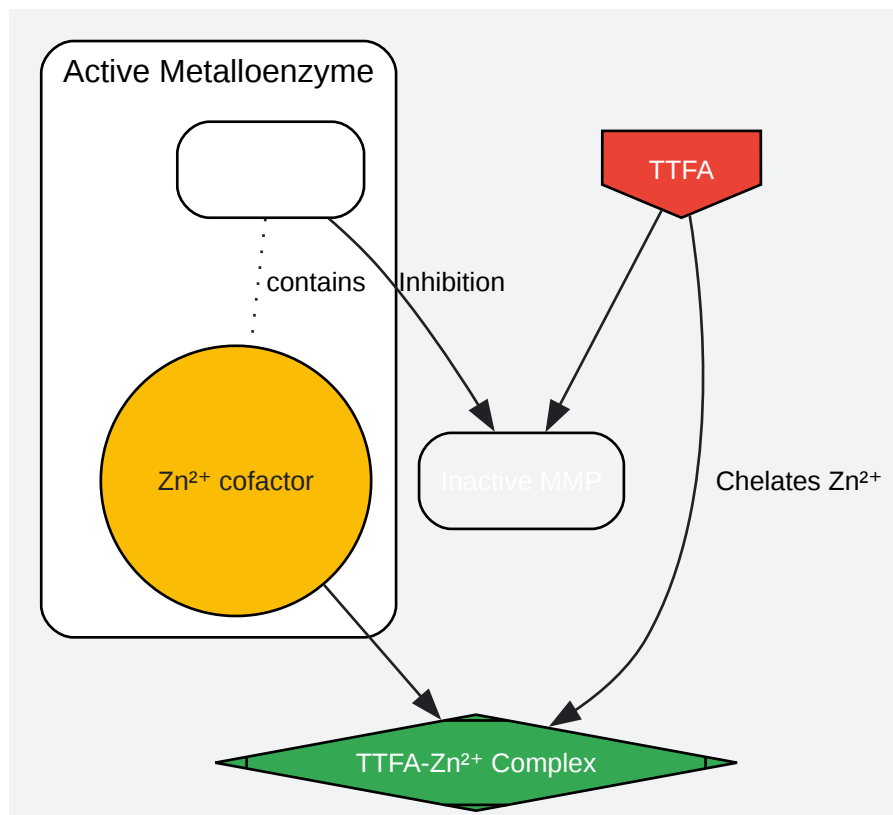 Active Metalloenzyme
TTFA
contains
Inhibition
Zn²⁺ cofactor
Inactive MMP
Chelates Zn²⁺
TTFA-Zn²⁺ Complex